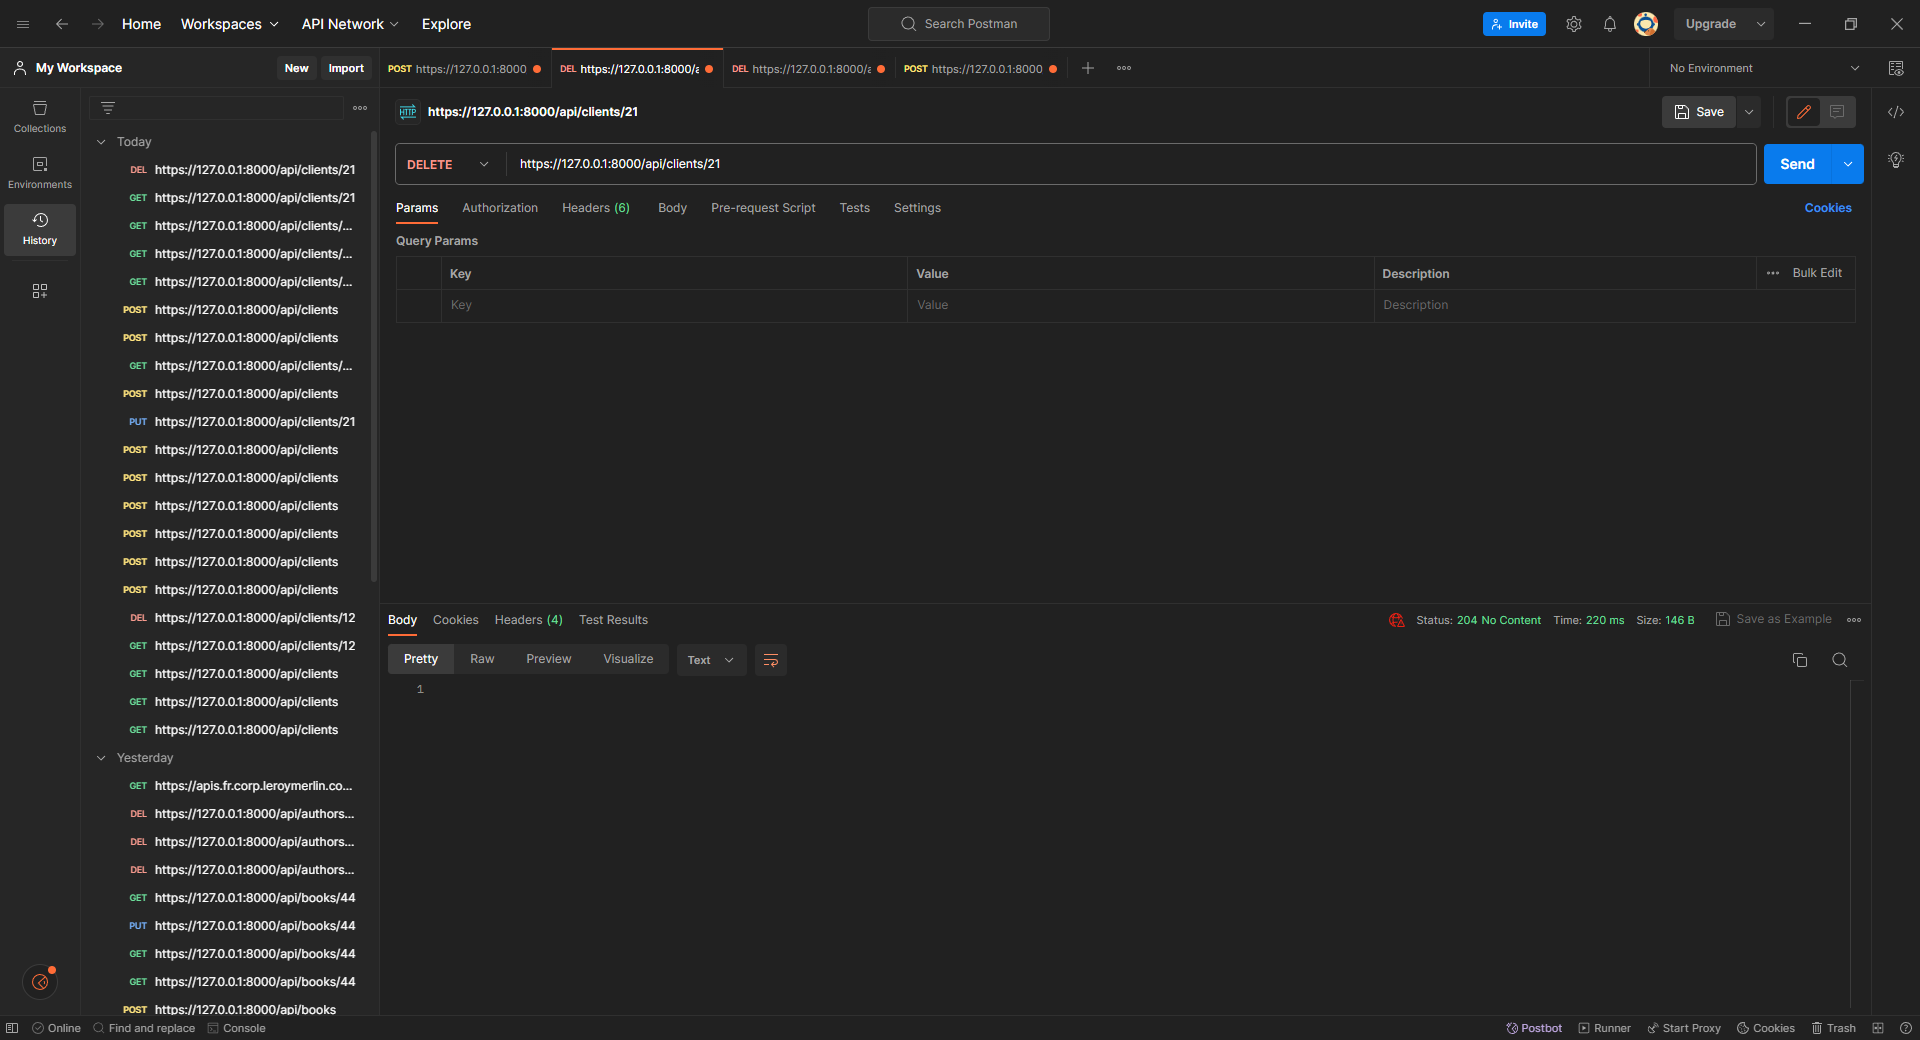 Home Workspaces API Network Explore Search Postman Invite Upgrade
My Workspace New Import
POST https://127.0.0.1:8000 DEL https://127.0.0.1:8000/a DEL https://127.0.0.1:8000/a POST https://127.0.0.1:8000 No Environment
Collections
Environments
History
Today
DEL https://127.0.0.1:8000/api/clients/21
GET https://127.0.0.1:8000/api/clients/21
GET https://127.0.0.1:8000/api/clients/...
GET https://127.0.0.1:8000/api/clients/...
GET https://127.0.0.1:8000/api/clients/...
POST https://127.0.0.1:8000/api/clients
POST https://127.0.0.1:8000/api/clients
GET https://127.0.0.1:8000/api/clients/...
POST https://127.0.0.1:8000/api/clients
PUT https://127.0.0.1:8000/api/clients/21
POST https://127.0.0.1:8000/api/clients
POST https://127.0.0.1:8000/api/clients
POST https://127.0.0.1:8000/api/clients
POST https://127.0.0.1:8000/api/clients
POST https://127.0.0.1:8000/api/clients
POST https://127.0.0.1:8000/api/clients
DEL https://127.0.0.1:8000/api/clients/12
GET https://127.0.0.1:8000/api/clients/12
GET https://127.0.0.1:8000/api/clients
GET https://127.0.0.1:8000/api/clients
GET https://127.0.0.1:8000/api/clients
Yesterday
GET https://apis.fr.corp.leroymerlin.co...
DEL https://127.0.0.1:8000/api/authors...
DEL https://127.0.0.1:8000/api/authors...
DEL https://127.0.0.1:8000/api/authors...
GET https://127.0.0.1:8000/api/books/44
PUT https://127.0.0.1:8000/api/books/44
GET https://127.0.0.1:8000/api/books/44
GET https://127.0.0.1:8000/api/books/44
POST https://127.0.0.1:8000/api/books
HTTP https://127.0.0.1:8000/api/clients/21 Save
DELETE https://127.0.0.1:8000/api/clients/21 Send
Params Authorization Headers (6) Body Pre-request Script Tests Settings Cookies
Query Params
Key Value Description Bulk Edit
Key Value Description
Body Cookies Headers (4) Test Results Status: 204 No Content Time: 220 ms Size: 146 B Save as Example
Pretty Raw Preview Visualize Text
1
Online Find and replace Console Postbot Runner Start Proxy Cookies Trash